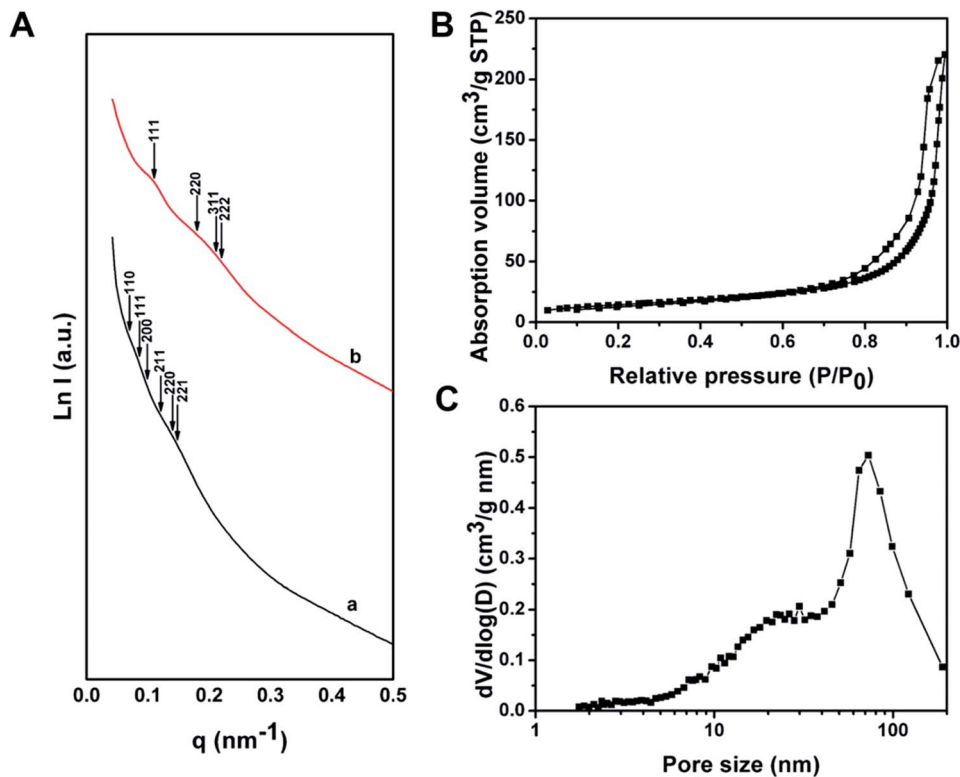 A
Ln I (a.u.)
111
220
311
222
b
110
111
200
211
220
221
a
0.0 0.1 0.2 0.3 0.4 0.5
q (nm⁻¹)
B
Absorption volume (cm³/g STP)
250
200
150
100
50
0
0.0 0.2 0.4 0.6 0.8 1.0
Relative pressure (P/P₀)
C
dV/dlog(D) (cm³/g nm)
0.6
0.5
0.4
0.3
0.2
0.1
0.0
1 10 100
Pore size (nm)